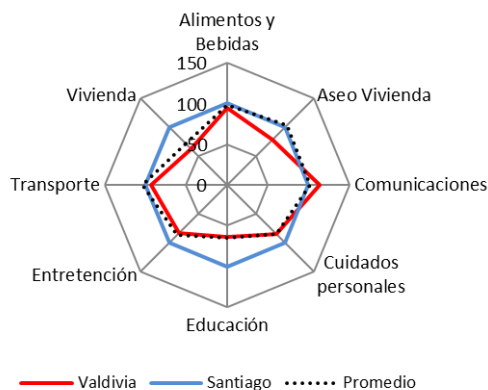 Alimentos y
Bebidas
150
Vivienda
Aseo Vivienda
100
50
Transporte
0
Comunicaciones
Entretención
Cuidados
personales
Educación
Valdivia
Santiago
Promedio